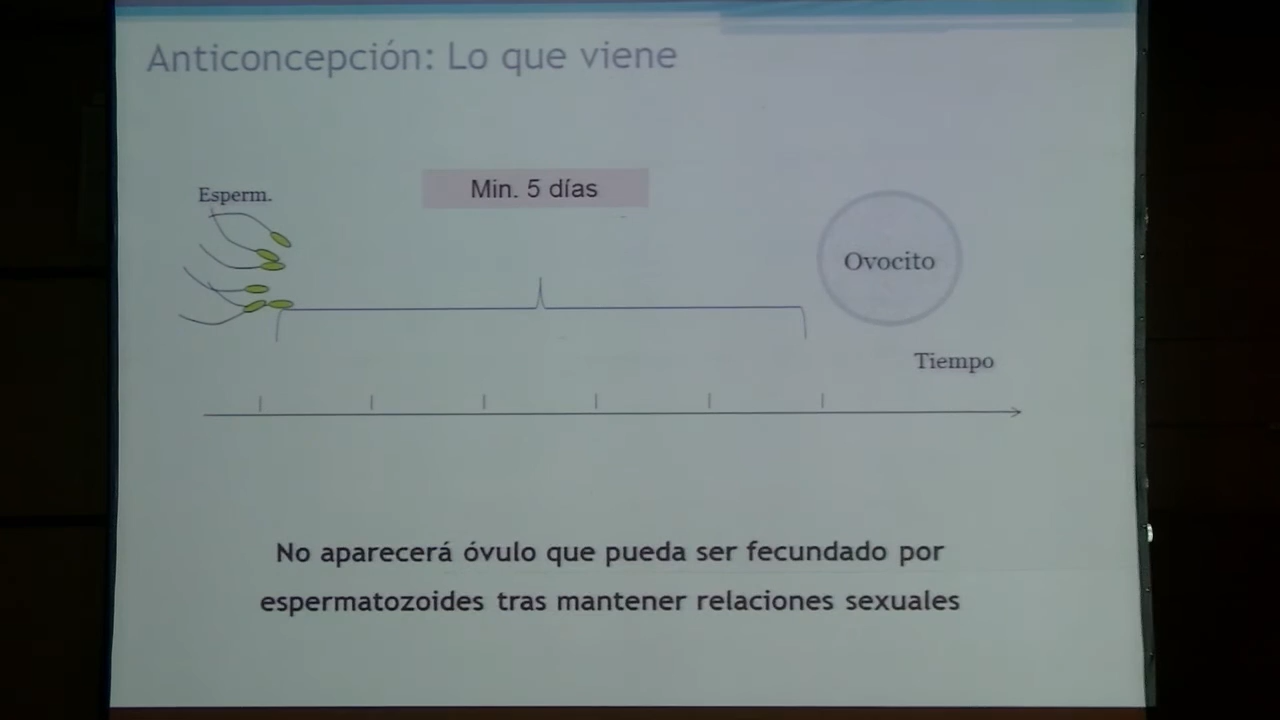 Anticoncepción: Lo que viene
Min. 5 días
Esperm.
Ovocito
Tiempo
No aparecerá óvulo que pueda ser fecundado por
espermatozoides tras mantener relaciones sexuales